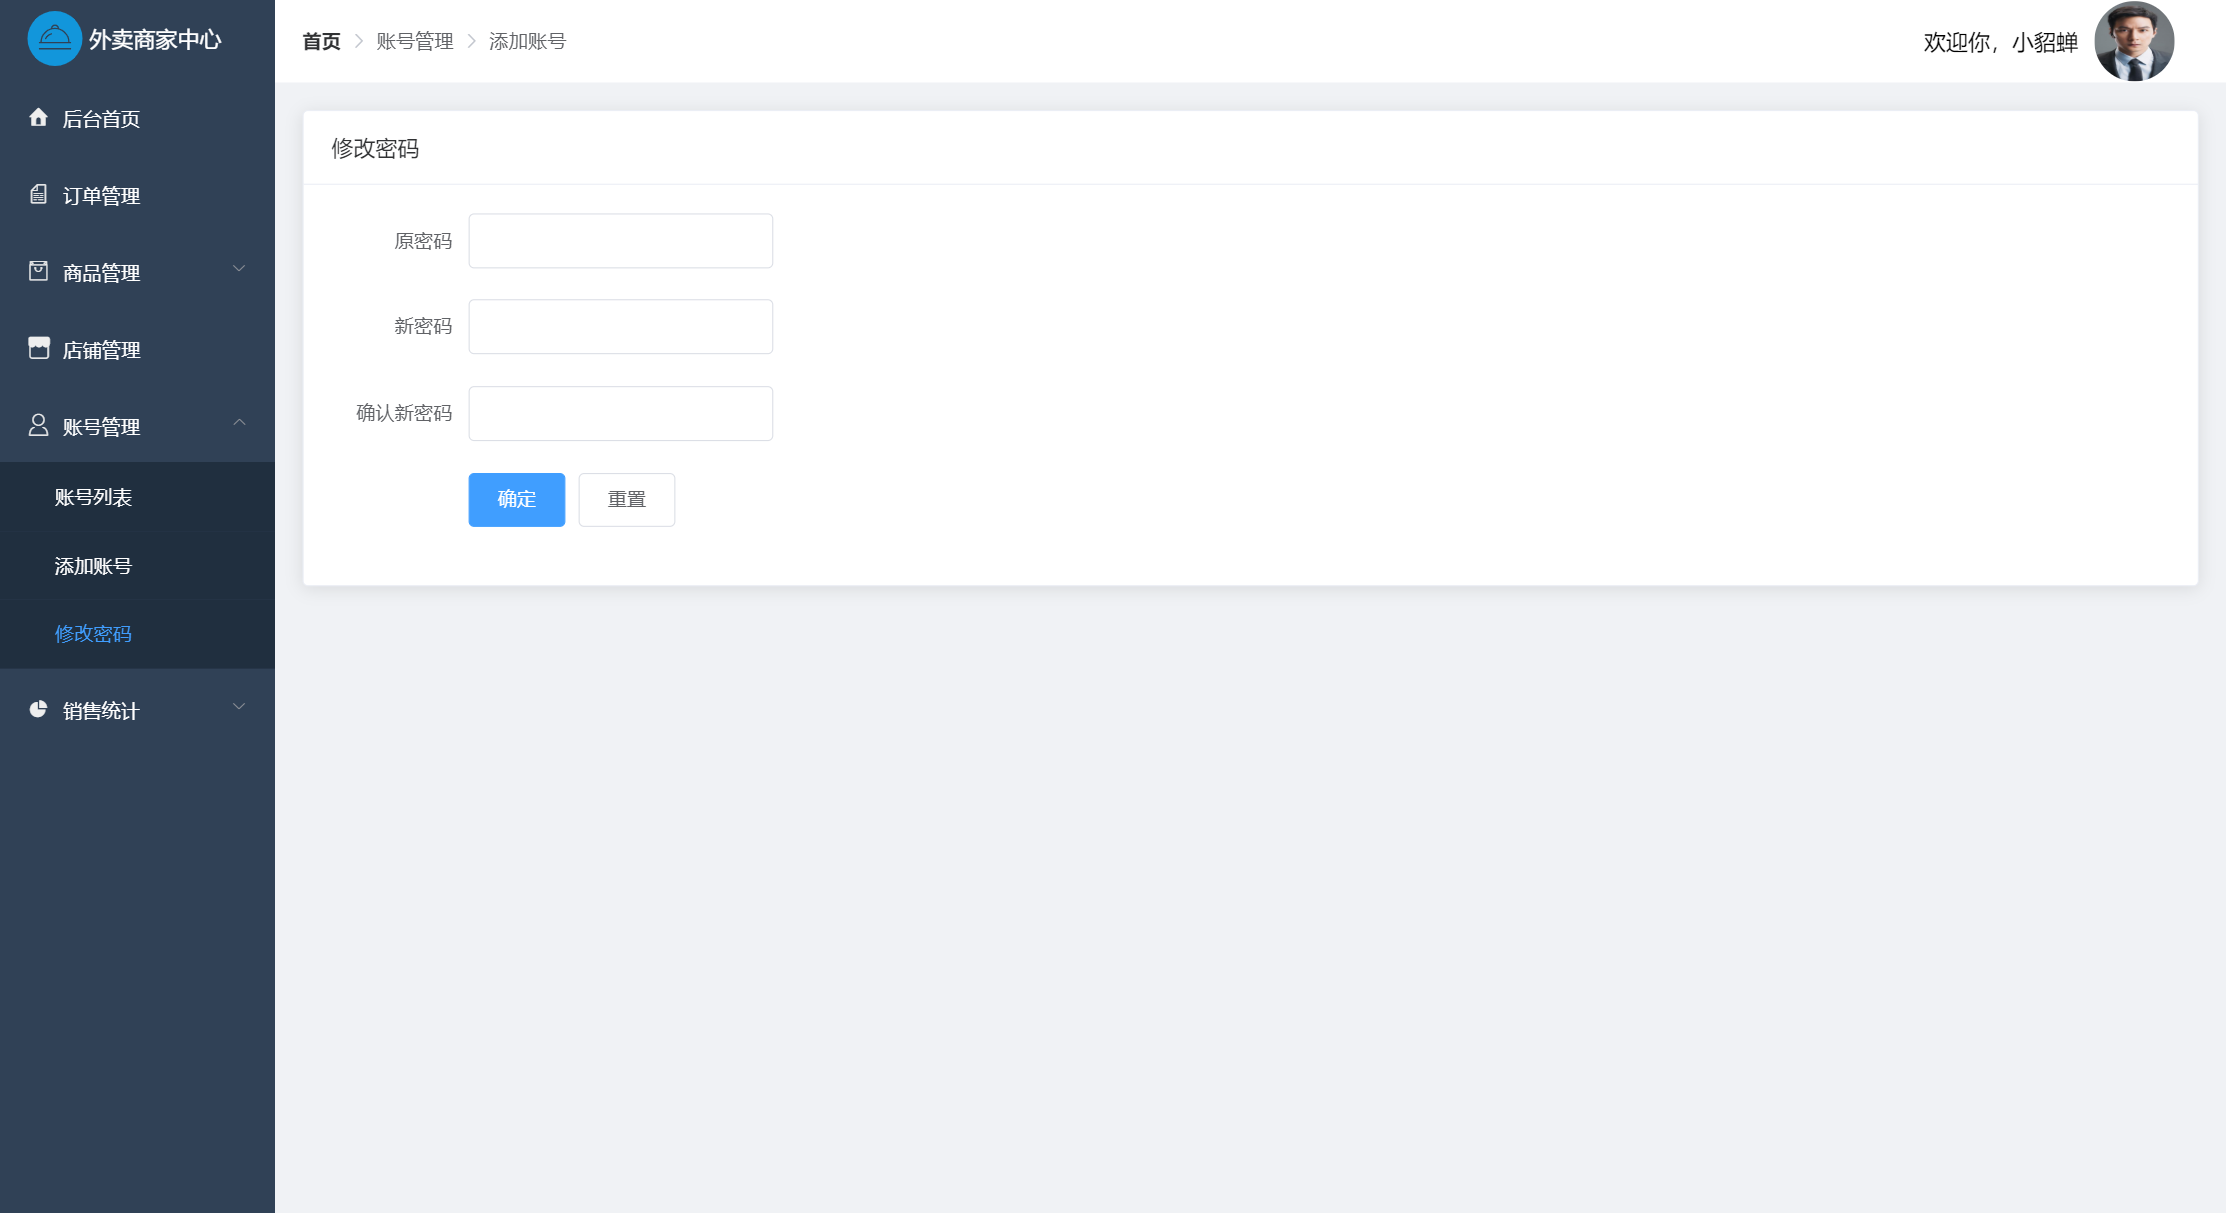 外卖商家中心
后台首页
订单管理
商品管理
店铺管理
账号管理
账号列表
添加账号
修改密码
销售统计
首页 账号管理 添加账号
欢迎你，小貂蝉
修改密码
原密码
新密码
确认新密码
确定 重置